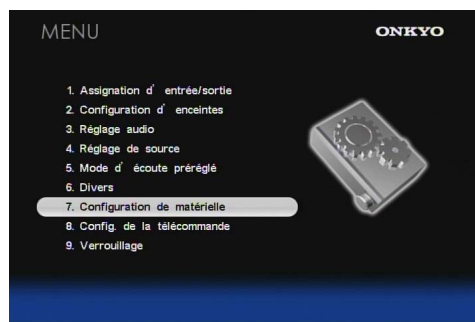 MENU
ONKYO
1. Assignation d' entrée/sortie
2. Configuration d' enceintes
3. Réglage audio
4. Réglage de source
5. Mode d' écoute préréglé
6. Divers
7. Configuration de matérielle
8. Config. de la télécommande
9. Verrouillage